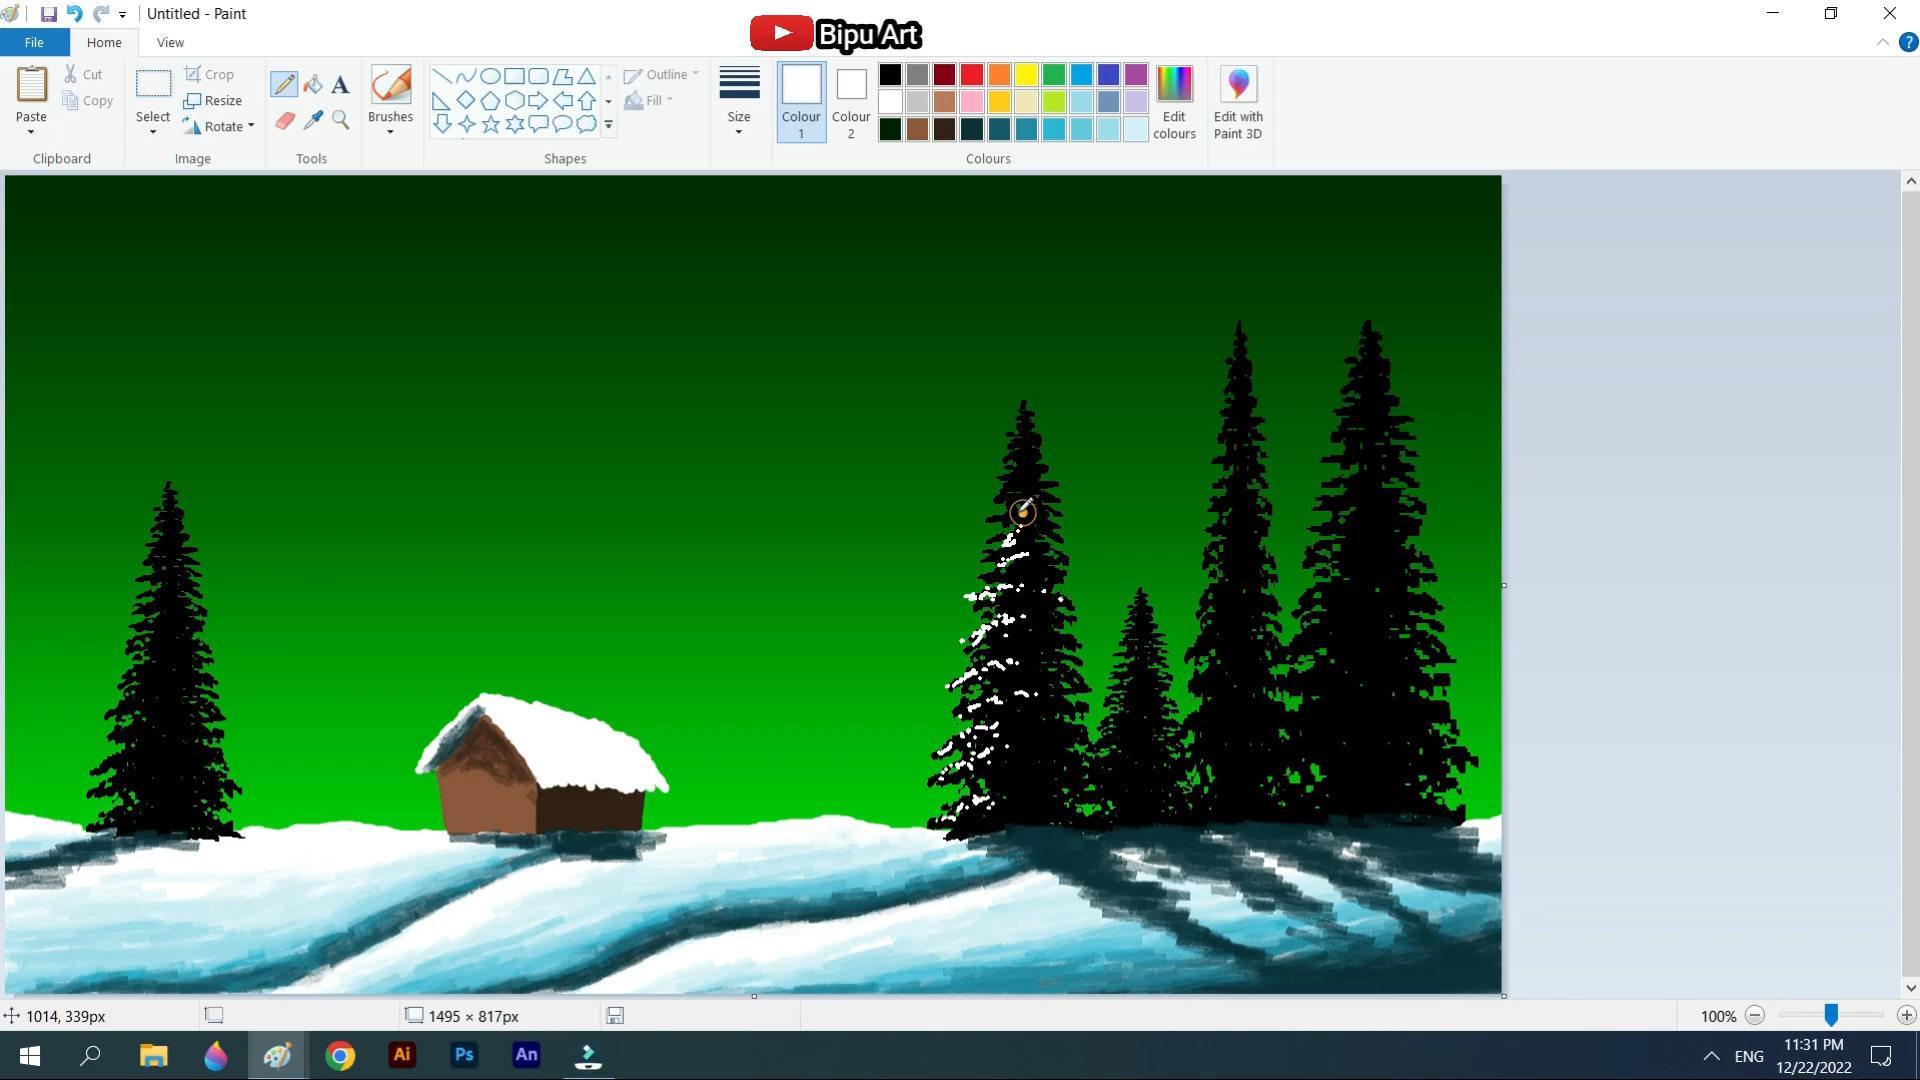 Untitled - Paint
Bipu Art
File
Home
View
Paste
Cut
Copy
Clipboard
Select
Crop
Resize
Rotate
Image
A
Tools
Brushes
Outline
Fill
Shapes
Size
Colour
1
Colour
2
Edit
colours
Edit with
Paint 3D
Colours
?
1014, 339px
1495 × 817px
100%
Ai
Ps
An
ENG
11:31 PM
12/22/2022